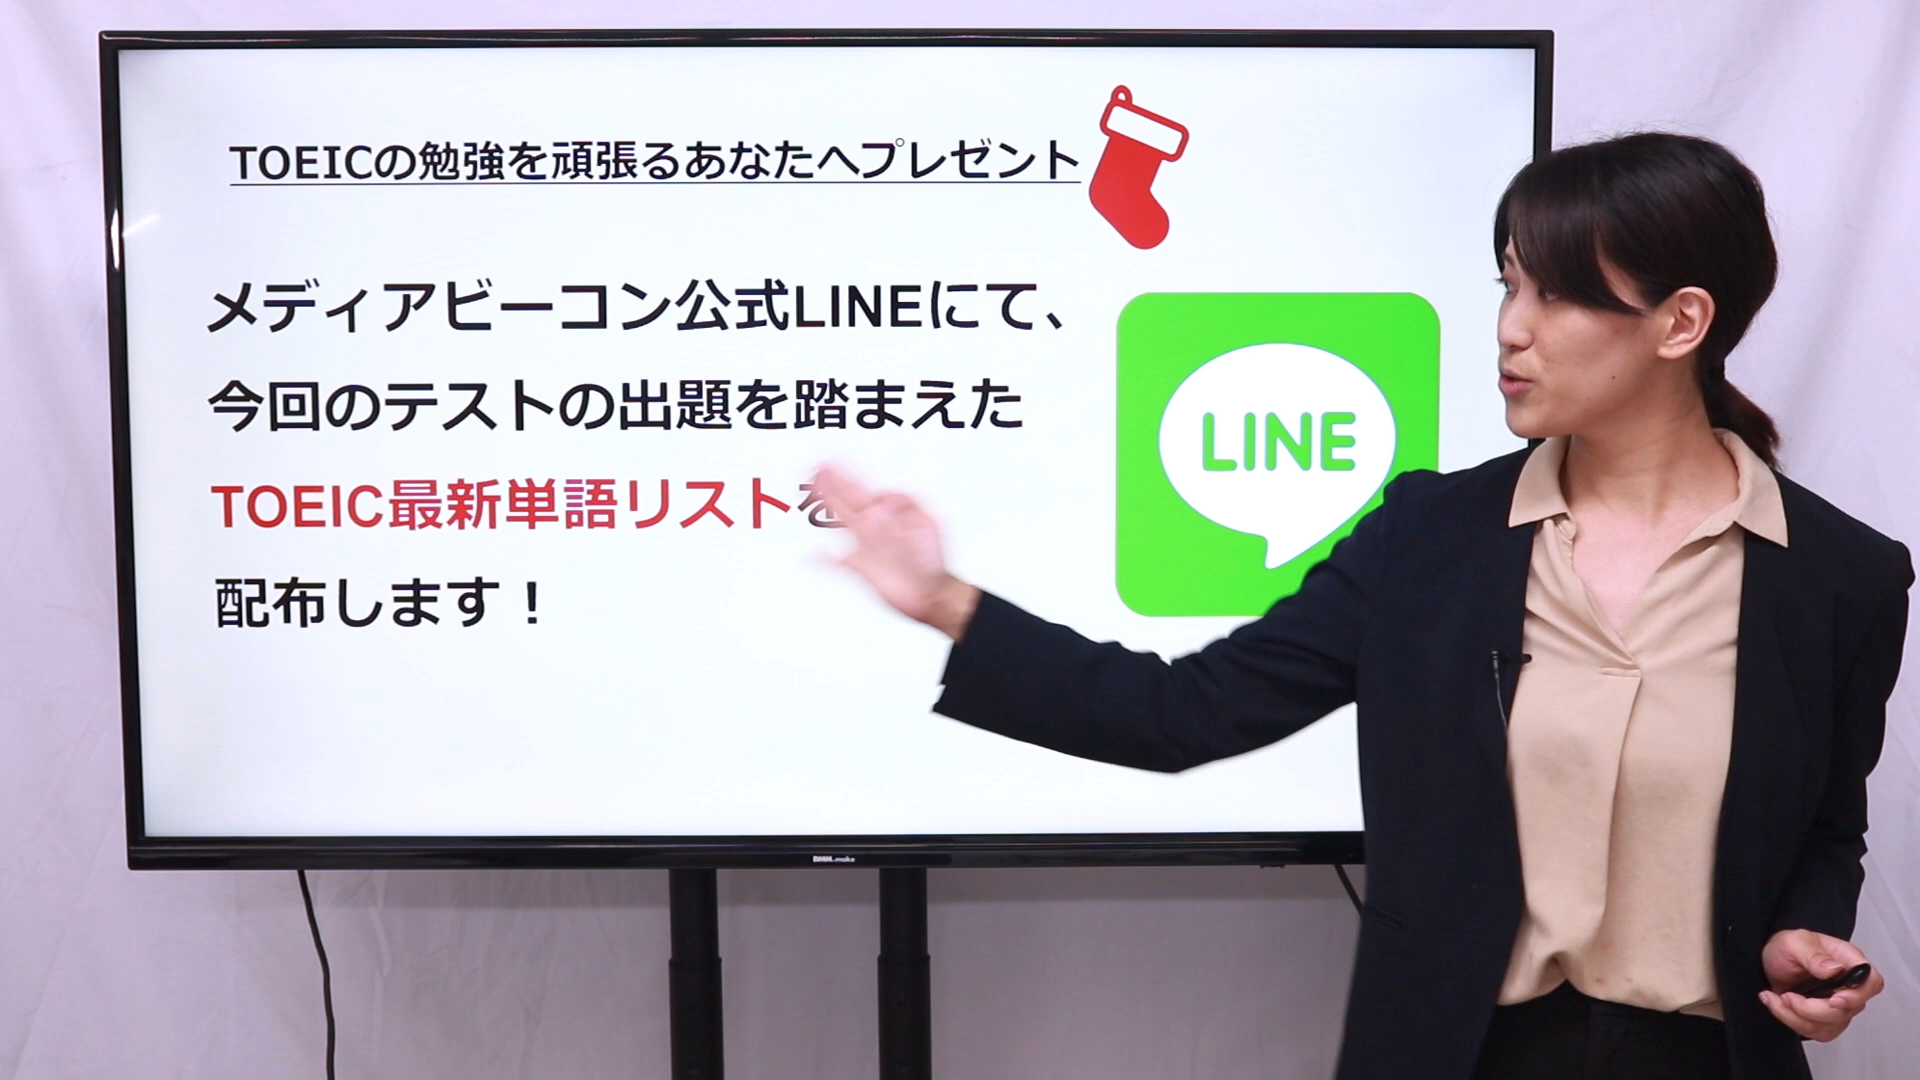 TOEICの勉強を頑張るあなたへプレゼント
メディアビーコン公式LINEにて、
今回のテストの出題を踏まえた
TOEIC最新単語リストを
配布します！
LINE
DMM.make